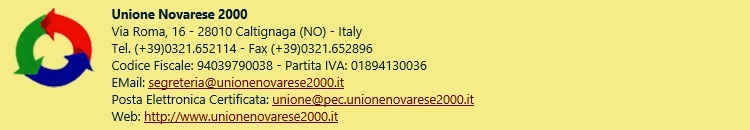 Unione Novarese 2000
Via Roma, 16 - 28010 Caltignaga (NO) - Italy
Tel. (+39)0321.652114 - Fax (+39)0321.652896
Codice Fiscale: 94039790038 - Partita IVA: 01894130036
EMail: segreteria@unionenovarese2000.it
Posta Elettronica Certificata: unione@pec.unionenovarese2000.it
Web: http://www.unionenovarese2000.it